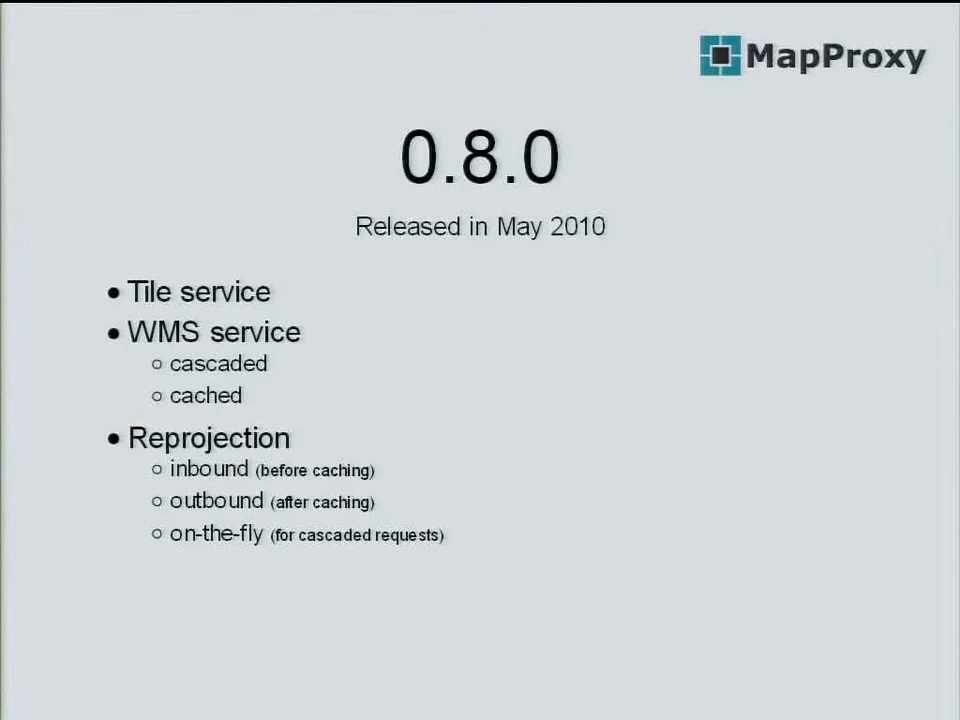 MapProxy
0.8.0
Released in May 2010
• Tile service
• WMS service
○ cascaded
○ cached
• Reprojection
○ inbound (before caching)
○ outbound (after caching)
○ on-the-fly (for cascaded requests)